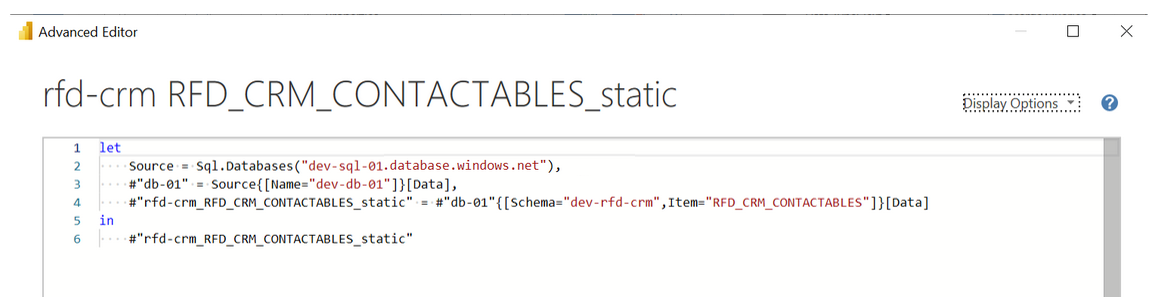 Advanced Editor
rfd-crm RFD_CRM_CONTACTABLES_static
Display Options
?
1 let
2 Source = Sql.Databases("dev-sql-01.database.windows.net"),
3 #"db-01" = Source{[Name="dev-db-01"]}[Data],
4 #"rfd-crm_RFD_CRM_CONTACTABLES_static" = #"db-01"{[Schema="dev-rfd-crm",Item="RFD_CRM_CONTACTABLES"]}[Data]
5 in
6 #"rfd-crm_RFD_CRM_CONTACTABLES_static"